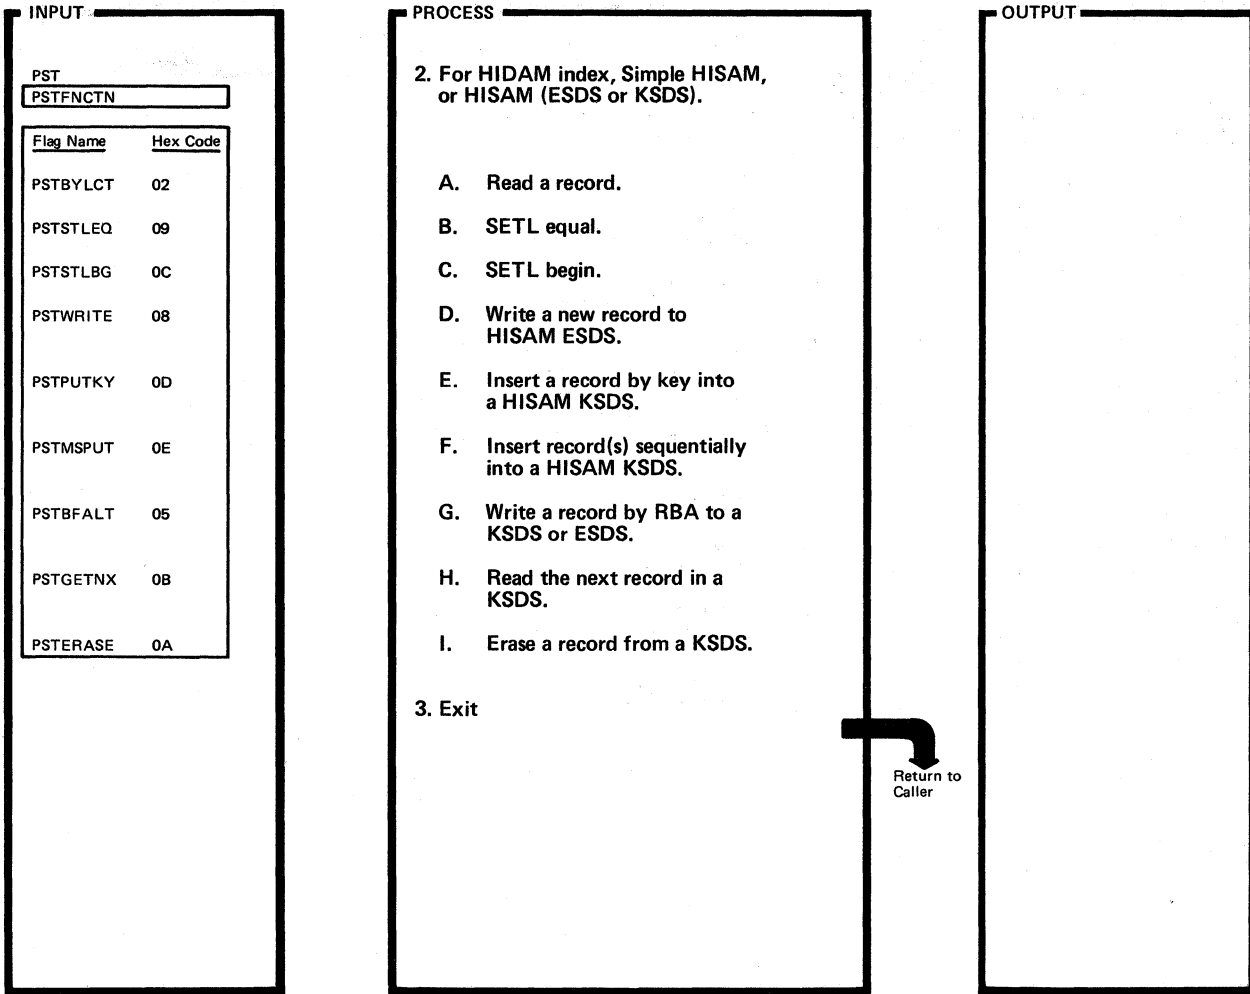 INPUT
PST
PSTFNCTN
Flag Name Hex Code
PSTBYLCT 02
PSTSTLEQ 09
PSTSTLBG 0C
PSTWRITE 08
PSTPUTKY 0D
PSTMSPUT 0E
PSTBFALT 05
PSTGETNX 0B
PSTERASE 0A
PROCESS
2. For HIDAM index, Simple HISAM,
or HISAM (ESDS or KSDS).
A. Read a record.
B. SETL equal.
C. SETL begin.
D. Write a new record to
HISAM ESDS.
E. Insert a record by key into
a HISAM KSDS.
F. Insert record(s) sequentially
into a HISAM KSDS.
G. Write a record by RBA to a
KSDS or ESDS.
H. Read the next record in a
KSDS.
I. Erase a record from a KSDS.
3. Exit
Return to
Caller
OUTPUT